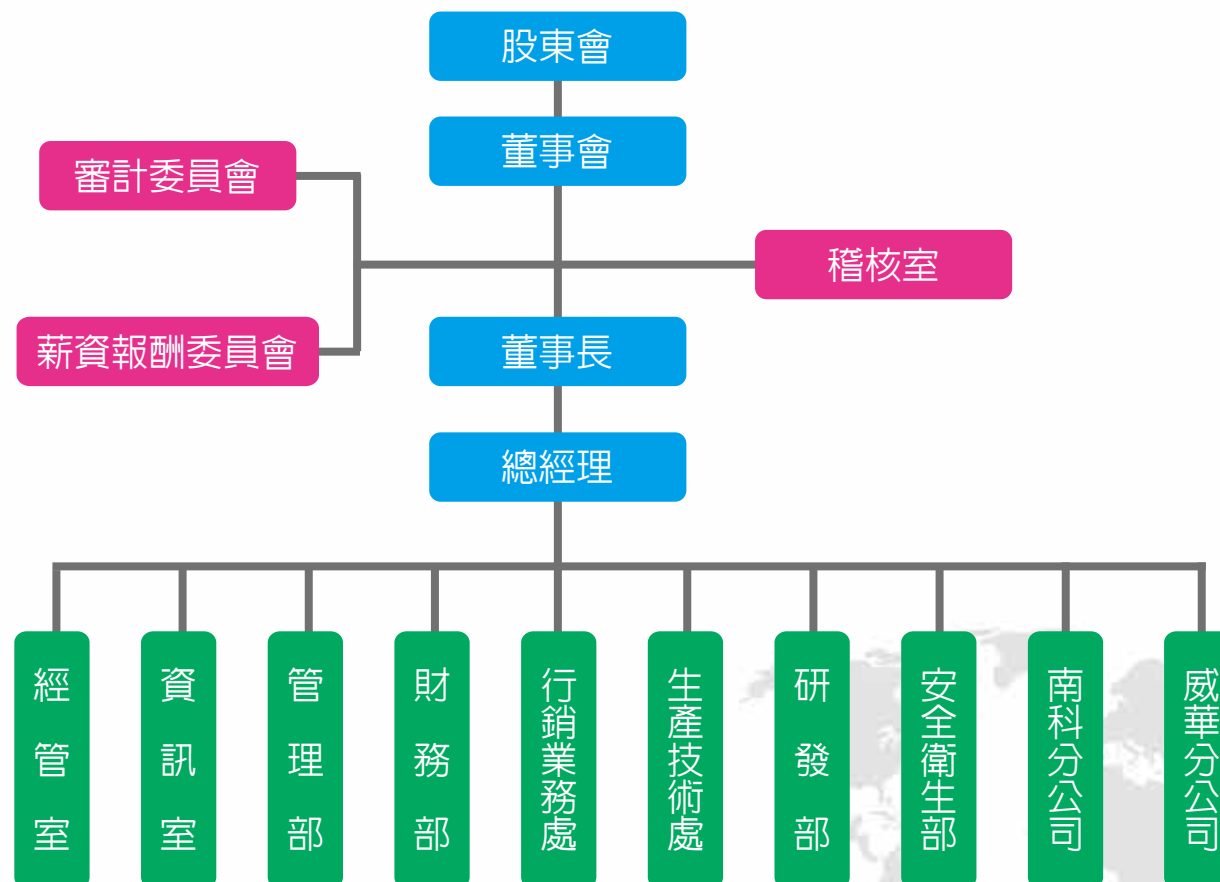 股東會
董事會
審計委員會
稽核室
薪資報酬委員會
董事長
總經理
經管室
資訊室
管理部
財務部
行銷業務處
生產技術處
研發部
安全衛生部
南科分公司
威華分公司